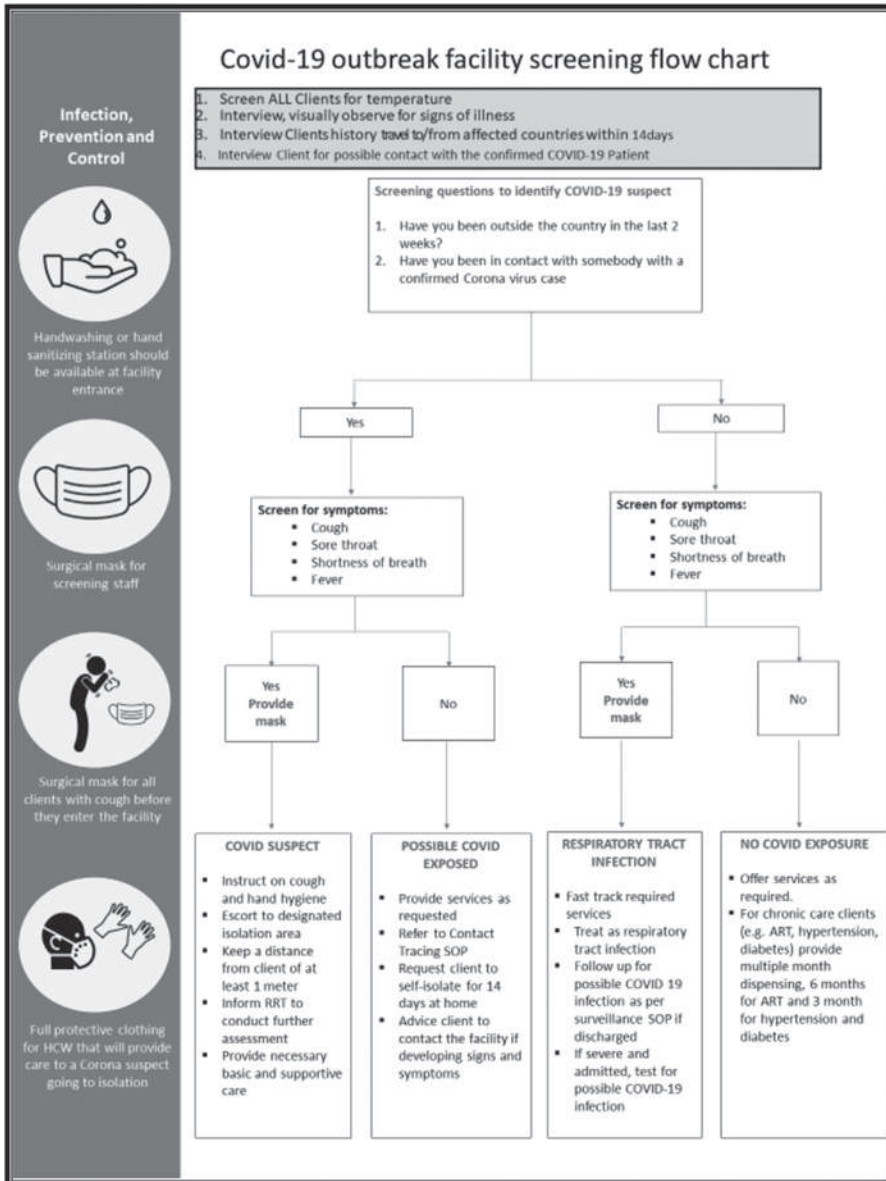 Covid-19 outbreak facility screening flow chart
Infection,
Prevention and
Control
Handwashing or hand
sanitizing station should
be available at facility
entrance
Surgical mask for
screening staff
Surgical mask for all
clients with cough before
they enter the facility
Full protective clothing
for HCW that will provide
care to a Corona suspect
going to isolation
1. Screen ALL Clients for temperature
2. Interview, visually observe for signs of illness
3. Interview Clients history travel to/from affected countries within 14days
4. Interview Client for possible contact with the confirmed COVID-19 Patient
Screening questions to identify COVID-19 suspect
1. Have you been outside the country in the last 2
weeks?
2. Have you been in contact with somebody with a
confirmed Corona virus case
Yes
No
Screen for symptoms:
▪ Cough
▪ Sore throat
▪ Shortness of breath
▪ Fever
Screen for symptoms:
▪ Cough
▪ Sore throat
▪ Shortness of breath
▪ Fever
Yes
Provide
mask
No
Yes
Provide
mask
No
COVID SUSPECT
▪ Instruct on cough
and hand hygiene
▪ Escort to designated
isolation area
▪ Keep a distance
from client of at
least 1 meter
▪ Inform RRT to
conduct further
assessment
▪ Provide necessary
basic and supportive
care
POSSIBLE COVID
EXPOSED
▪ Provide services as
requested
▪ Refer to Contact
Tracing SOP
▪ Request client to
self-isolate for 14
days at home
▪ Advice client to
contact the facility if
developing signs and
symptoms
RESPIRATORY TRACT
INFECTION
▪ Fast track required
services
▪ Treat as respiratory
tract infection
▪ Follow up for
possible COVID 19
infection as per
surveillance SOP if
discharged
▪ If severe and
admitted, test for
possible COVID-19
infection
NO COVID EXPOSURE
▪ Offer services as
required.
▪ For chronic care clients
(e.g. ART, hypertension,
diabetes) provide
multiple month
dispensing, 6 months
for ART and 3 month
for hypertension and
diabetes